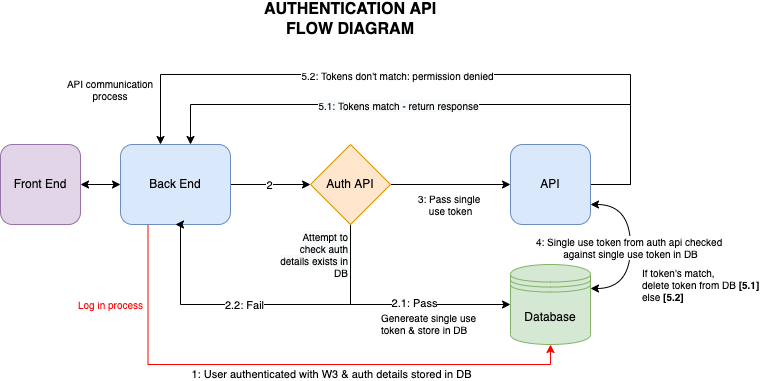 AUTHENTICATION API
FLOW DIAGRAM
5.2: Tokens don't match: permission denied
API communication
process
5.1: Tokens match - return response
Front End
Back End
2
Auth API
API
3: Pass single
use token
Attempt to
check auth
details exists in
DB
4: Single use token from auth api checked
against single use token in DB
If token's match,
delete token from DB [5.1]
else [5.2]
Log in process
2.2: Fail
2.1: Pass
Genereate single use
token & store in DB
Database
1: User authenticated with W3 & auth details stored in DB